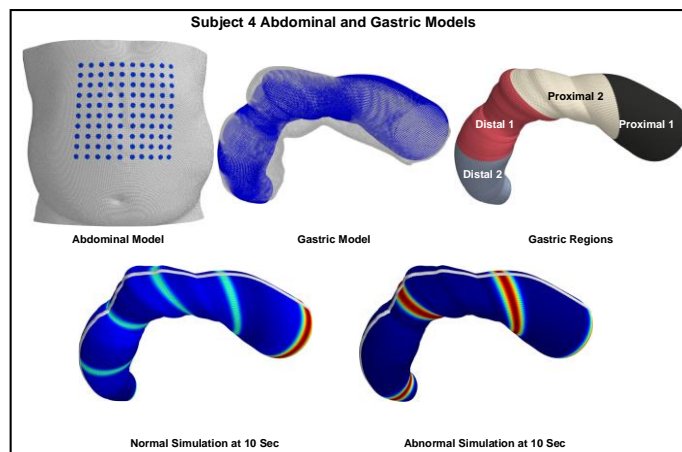 Subject 4 Abdominal and Gastric Models
Proximal 2
Distal 1
Proximal 1
Distal 2
Abdominal Model
Gastric Model
Gastric Regions
Normal Simulation at 10 Sec
Abnormal Simulation at 10 Sec